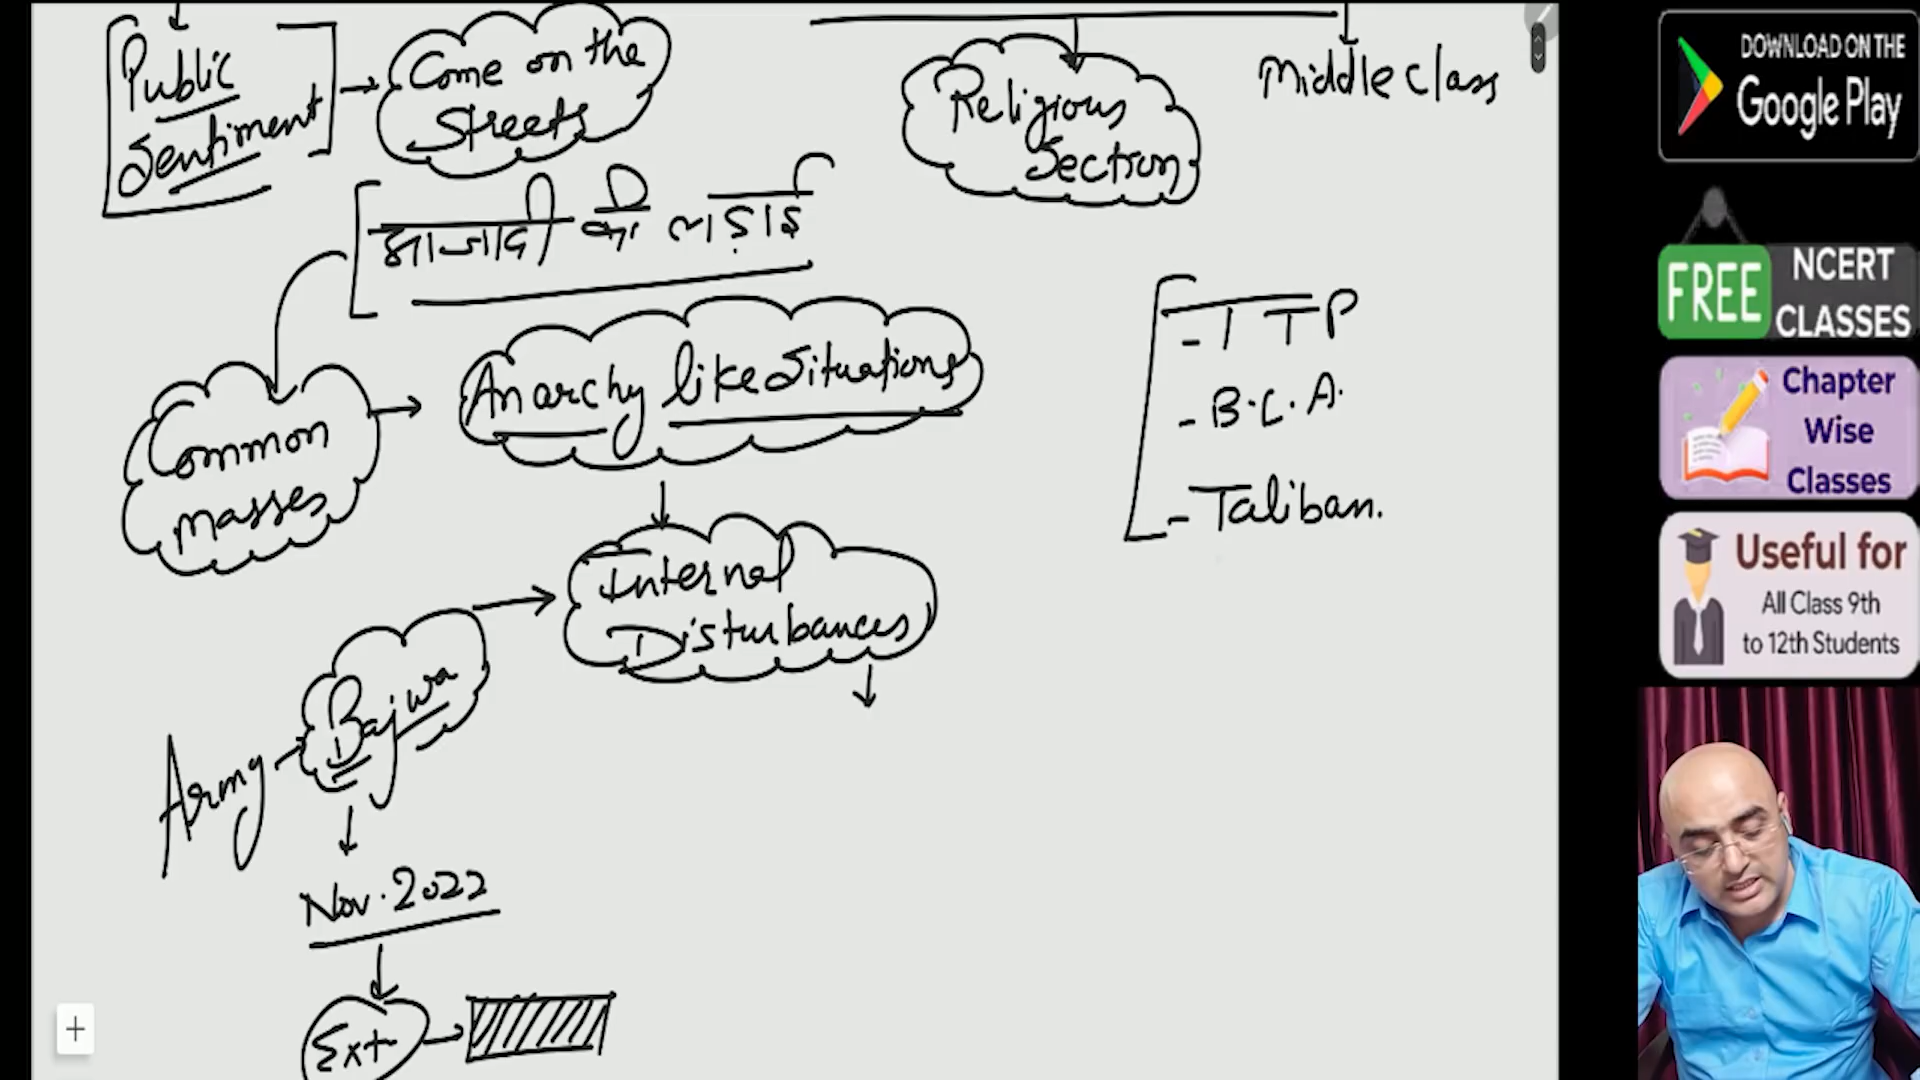 Public
Sentiment
Come on the
Streets
Religious
Section
Middle Class
आजादी की लड़ाई
Common
Masses
Anarchy like Situations
- T T P
- B.L.A.
- Taliban.
Internal
Disturbances
Army
Bajwa
Nov. 2022
Ext
+
DOWNLOAD ON THE
Google Play
FREE
NCERT
CLASSES
Chapter
Wise
Classes
Useful for
All Class 9th
to 12th Students